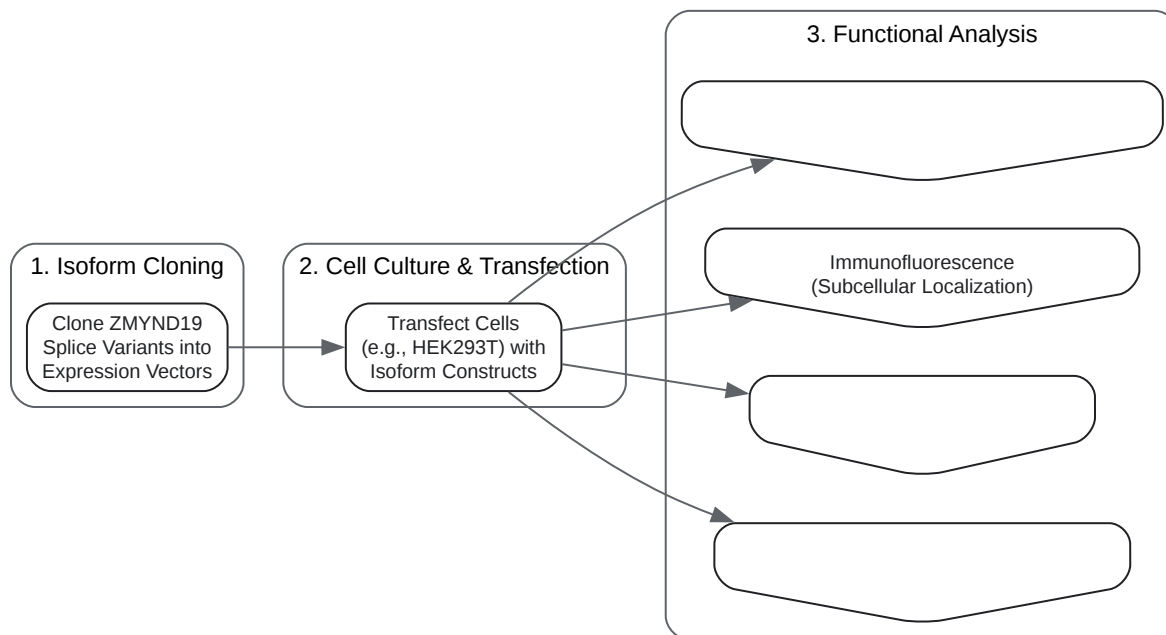 3. Functional Analysis
1. Isoform Cloning
2. Cell Culture & Transfection
Clone ZMYND19
Splice Variants into
Expression Vectors
Transfect Cells
(e.g., HEK293T) with
Isoform Constructs
Immunofluorescence
(Subcellular Localization)